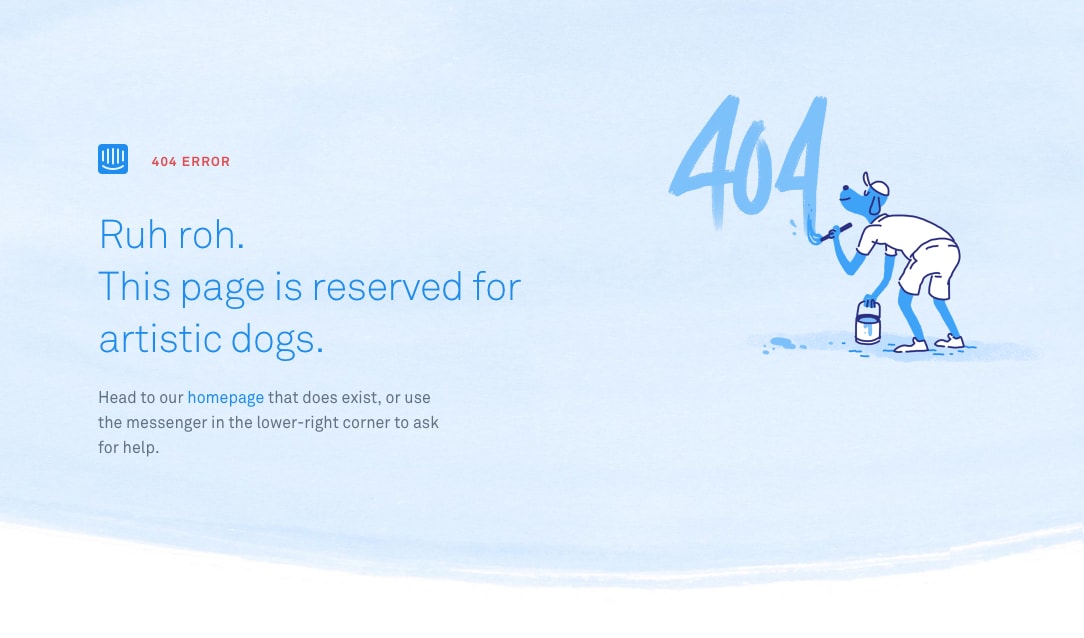 404 ERROR
Ruh roh.
This page is reserved for
artistic dogs.
Head to our homepage that does exist, or use
the messenger in the lower-right corner to ask
for help.
404